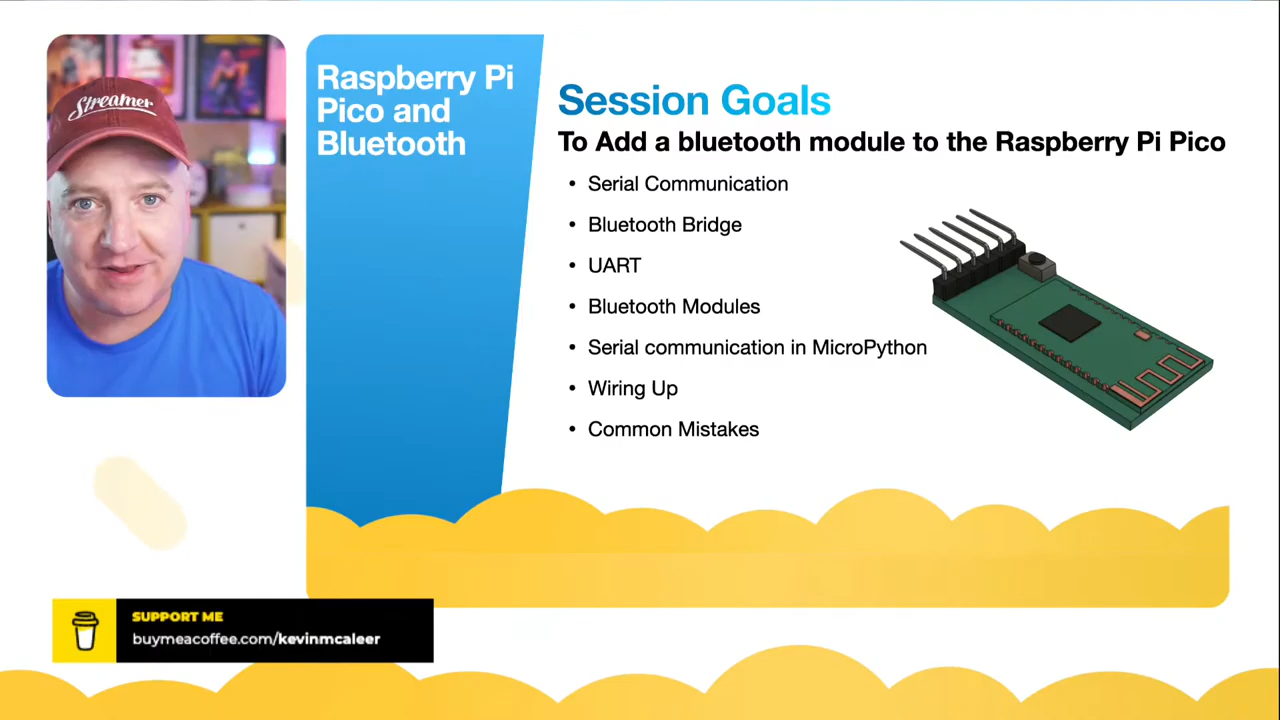 Streamer
Raspberry Pi
Pico and
Bluetooth
Session Goals
To Add a bluetooth module to the Raspberry Pi Pico
• Serial Communication
• Bluetooth Bridge
• UART
• Bluetooth Modules
• Serial communication in MicroPython
• Wiring Up
• Common Mistakes
SUPPORT ME
buymeacoffee.com/kevinmcaleer